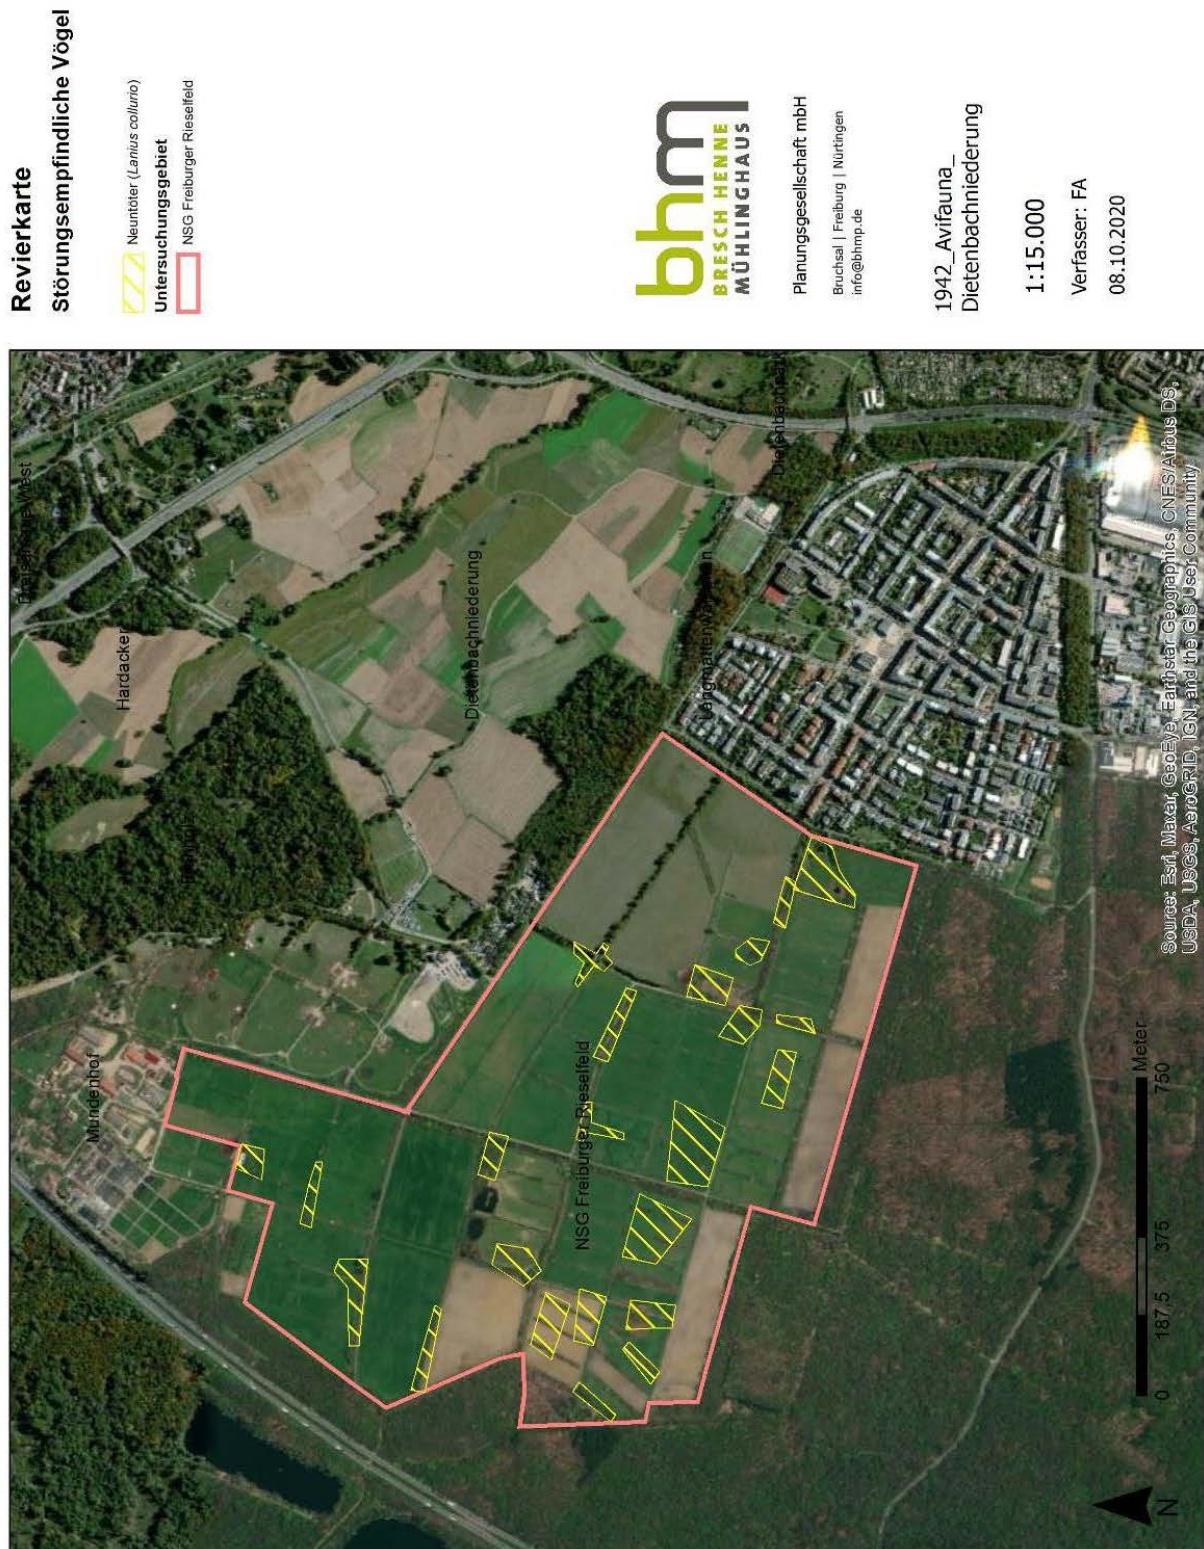 Revierkarte
Störungsempfindliche Vögel
Neuntöter (Lanius collurio)
Untersuchungsgebiet
NSG Freiburger Rieselfeld
bhm
BRESCH HENNE
MÜHLINGHAUS
Planungsgesellschaft mbH
Bruchsal | Freiburg | Nürtingen
info@bhmp.de
1942_Avifauna_
Dietenbachniederung
1:15.000
Verfasser: FA
08.10.2020
Hardacker
Mundenhof
Dietenbachniederung
NSG Freiburger Rieselfeld
0 187,5 375 750
Meter
N
Source: Esri, Maxar, GeoEye, Earthstar Geographics, CNES/Airbus DS,
USDA, USGS, AeroGRID, IGN, and the GIS User Community